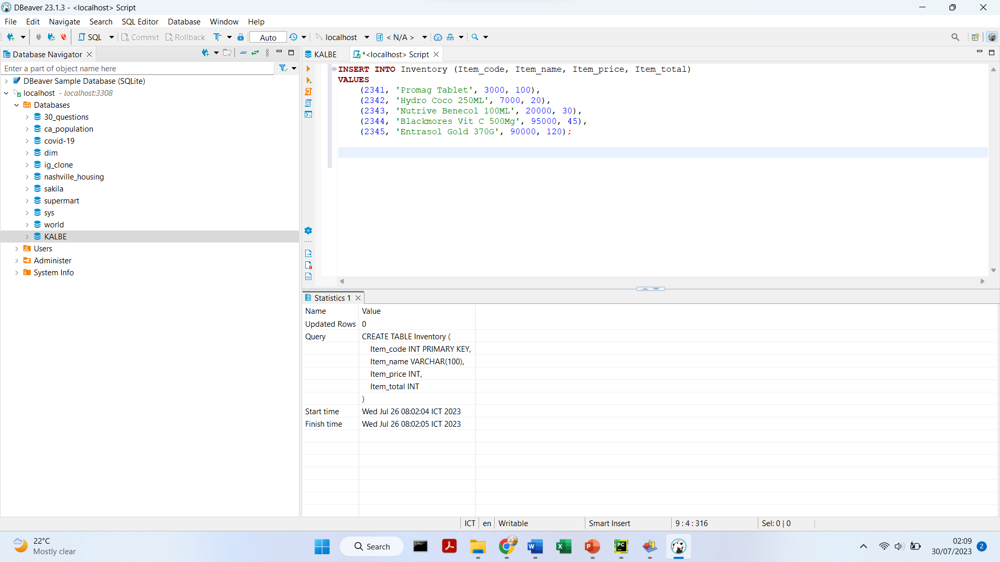 DBeaver 23.1.3 - <localhost> Script
File Edit Navigate Search SQL Editor Database Window Help
SQL Commit Rollback Auto localhost < N/A >
Database Navigator
KALBE
*<localhost> Script
Enter a part of object name here
DBeaver Sample Database (SQLite)
localhost - localhost:3308
Databases
30_questions
ca_population
covid-19
dim
ig_clone
nashville_housing
sakila
supermart
sys
world
KALBE
Users
Administer
System Info
INSERT INTO Inventory (Item_code, Item_name, Item_price, Item_total)
VALUES
(2341, 'Promag Tablet', 3000, 100),
(2342, 'Hydro Coco 250ML', 7000, 20),
(2343, 'Nutrive Benecol 100ML', 20000, 30),
(2344, 'Blackmores Vit C 500Mg', 95000, 45),
(2345, 'Entrasol Gold 370G', 90000, 120);
Statistics 1
Name Value
Updated Rows 0
Query CREATE TABLE Inventory (
Item_code INT PRIMARY KEY,
Item_name VARCHAR(100),
Item_price INT,
Item_total INT
)
Start time Wed Jul 26 08:02:04 ICT 2023
Finish time Wed Jul 26 08:02:05 ICT 2023
ICT en Writable Smart Insert 9 : 4 : 316 Sel: 0 | 0
22°C
Mostly clear
Search
02:09
30/07/2023
2